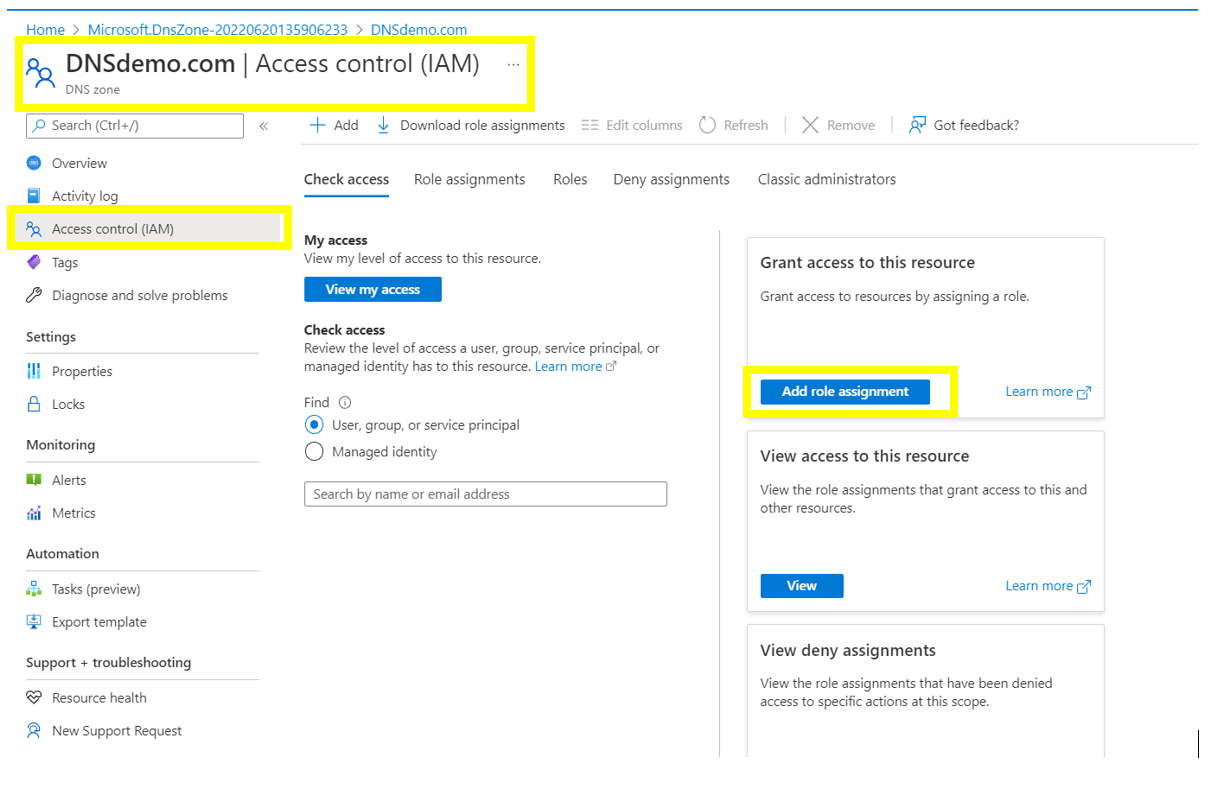 Home > Microsoft.DnsZone-20220620135906233 > DNSdemo.com
DNSdemo.com | Access control (IAM) ...
DNS zone
Search (Ctrl+/)
«
Add
Download role assignments
Edit columns
Refresh
Remove
Got feedback?
Overview
Activity log
Access control (IAM)
Tags
Diagnose and solve problems
Settings
Properties
Locks
Monitoring
Alerts
Metrics
Automation
Tasks (preview)
Export template
Support + troubleshooting
Resource health
New Support Request
Check access
Role assignments
Roles
Deny assignments
Classic administrators
My access
View my level of access to this resource.
View my access
Check access
Review the level of access a user, group, service principal, or
managed identity has to this resource. Learn more
Find
User, group, or service principal
Managed identity
Search by name or email address
Grant access to this resource
Grant access to resources by assigning a role.
Add role assignment
Learn more
View access to this resource
View the role assignments that grant access to this and
other resources.
View
Learn more
View deny assignments
View the role assignments that have been denied
access to specific actions at this scope.